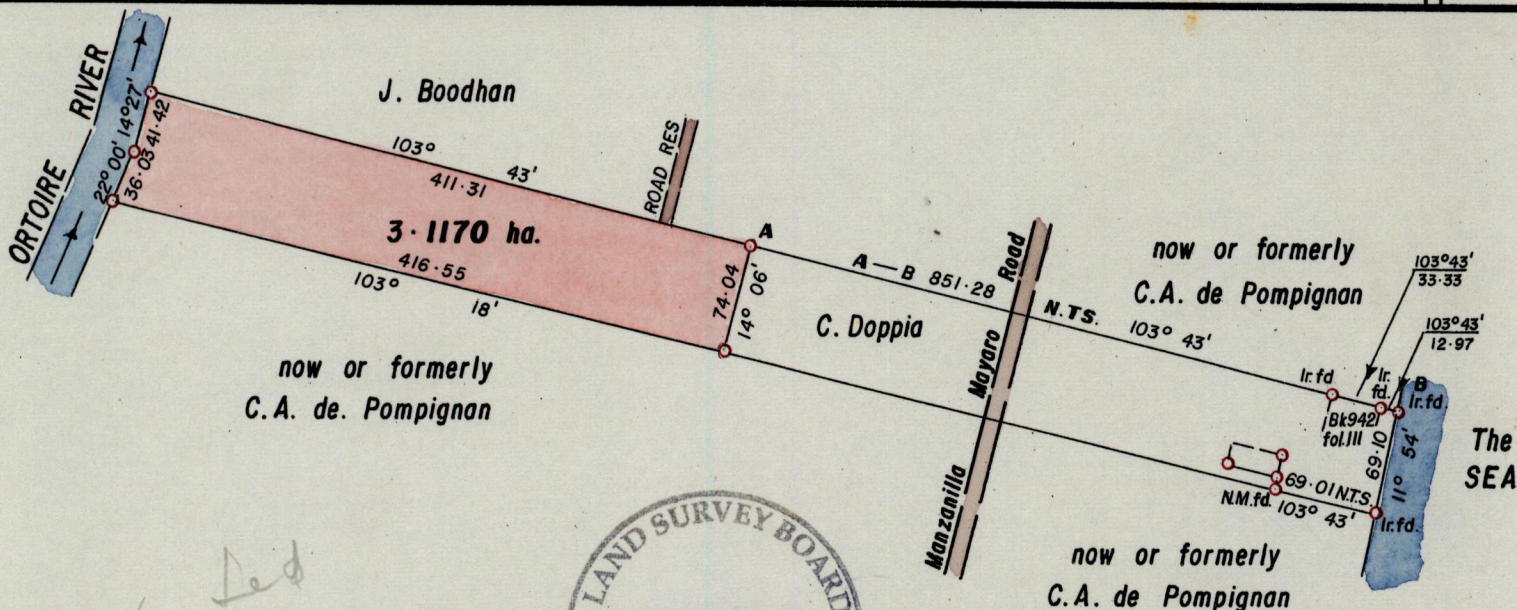 ORTOIRE RIVER
14° 27'
41·42
22° 00'
36·03
J. Boodhan
103° 43'
411·31
ROAD RES
3·1170 ha.
416·55
103° 18'
A
74·04
14° 06'
now or formerly
C.A. de. Pompignan
A — B 851·28
C. Doppia
Manzanilla Mayaro Road
N.T.S.
103° 43'
now or formerly
C.A. de Pompignan
103°43'
33·33
103°43'
12·97
Ir. fd
Ir.
fd.
B
Ir. fd.
Bk942
fol.III
69·10
11° 54'
The
SEA
69·01 N.T.S.
N.M.fd.
103° 43'
Ir. fd.
now or formerly
C.A. de Pompignan
LAND SURVEY BOARD